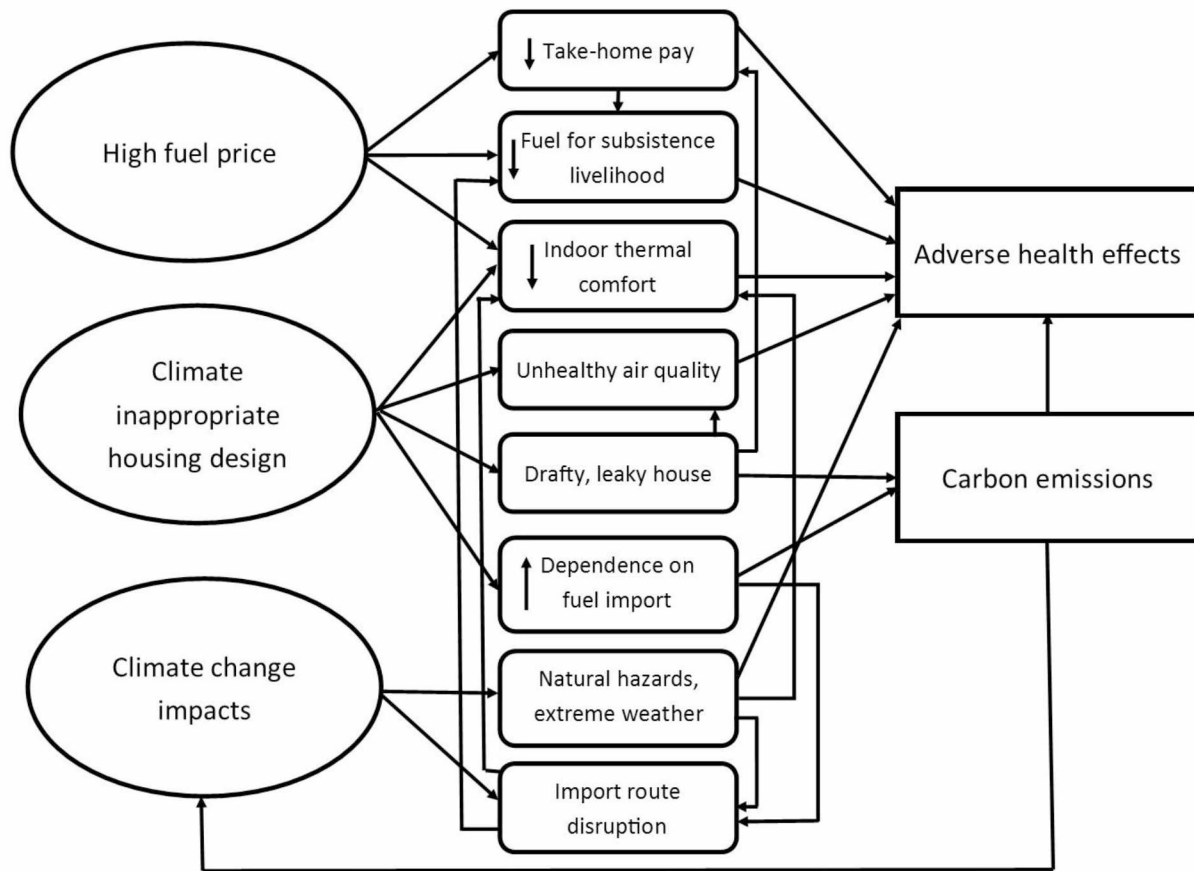 High fuel price
Climate
inappropriate
housing design
Climate change
impacts
Take-home pay
Fuel for subsistence
livelihood
Indoor thermal
comfort
Unhealthy air quality
Drafty, leaky house
Dependence on
fuel import
Natural hazards,
extreme weather
Import route
disruption
Adverse health effects
Carbon emissions